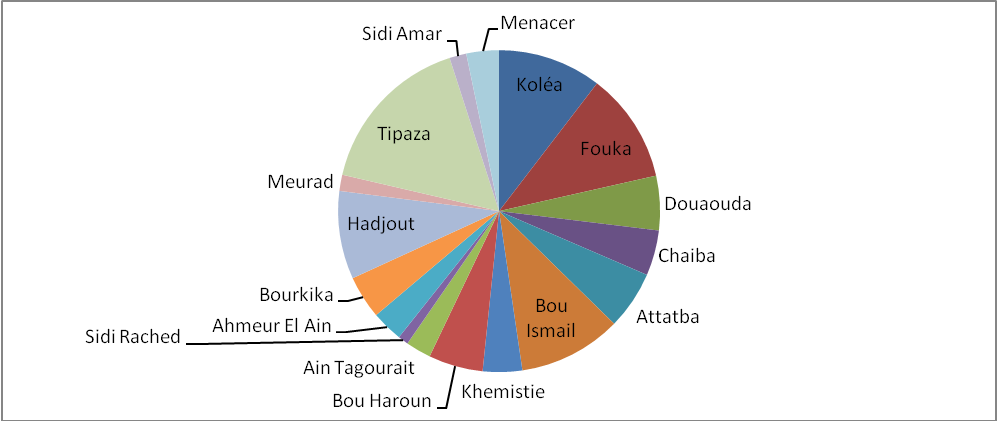 Menacer
Sidi Amar
Koléa
Tipaza
Fouka
Meurad
Douaouda
Hadjout
Chaiba
Bourkika
Bou
Ismail
Attatba
Ahmeur El Ain
Sidi Rached
Ain Tagourait
Khemistie
Bou Haroun